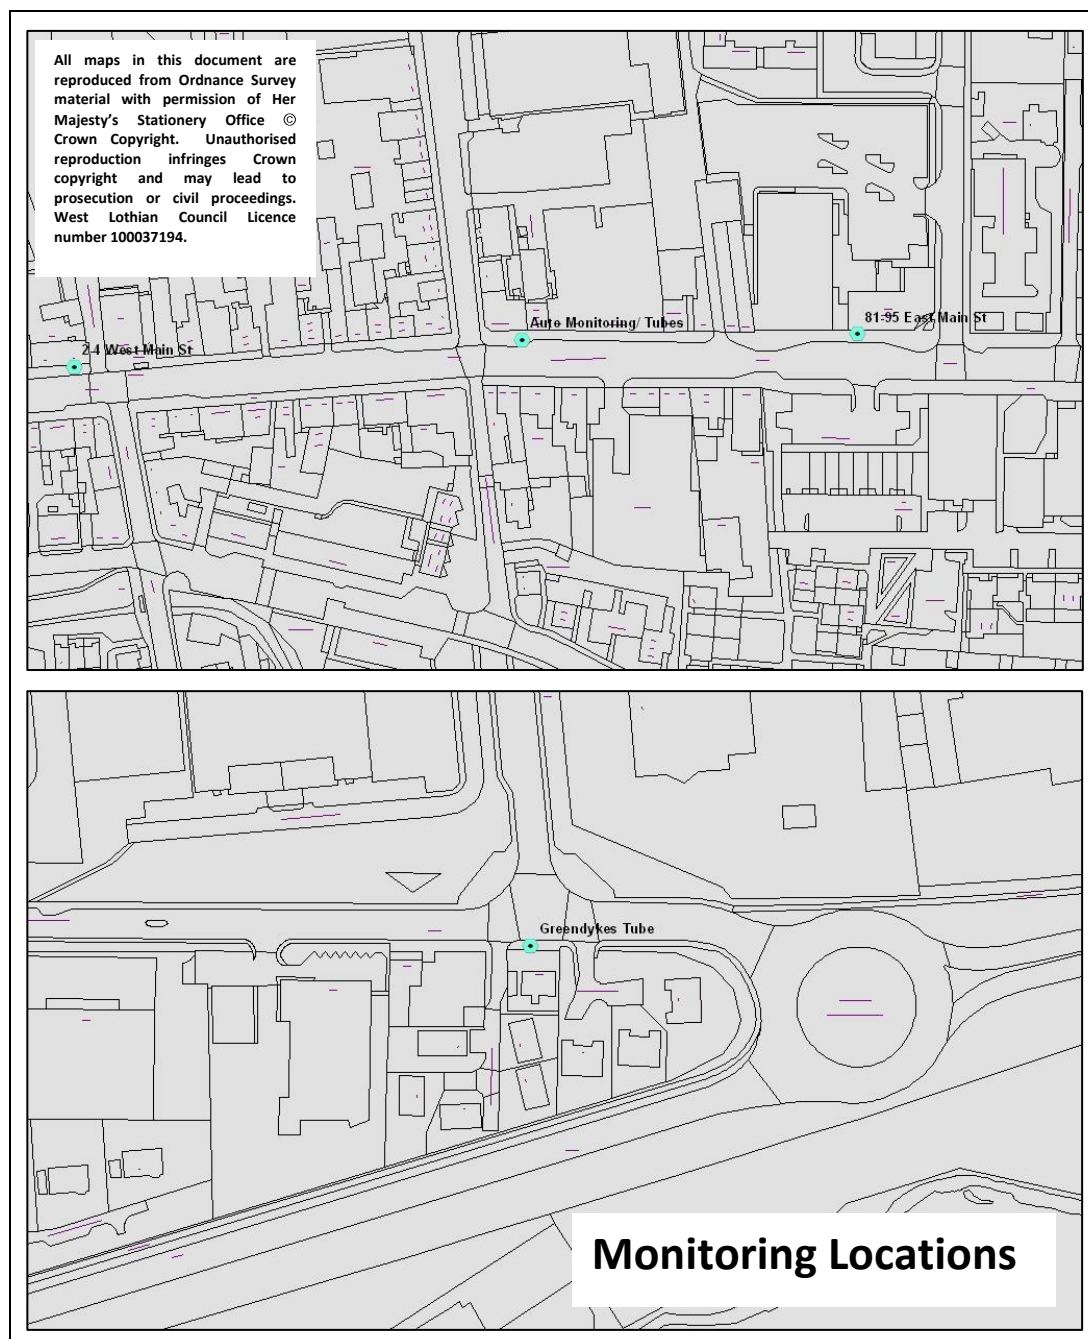 All maps in this document are
reproduced from Ordnance Survey
material with permission of Her
Majesty's Stationery Office ©
Crown Copyright. Unauthorised
reproduction infringes Crown
copyright and may lead to
prosecution or civil proceedings.
West Lothian Council Licence
number 100037194.
81-95 East Main St
Auto Monitoring/ Tubes
2-4 West Main St
Greendykes Tube
Monitoring Locations